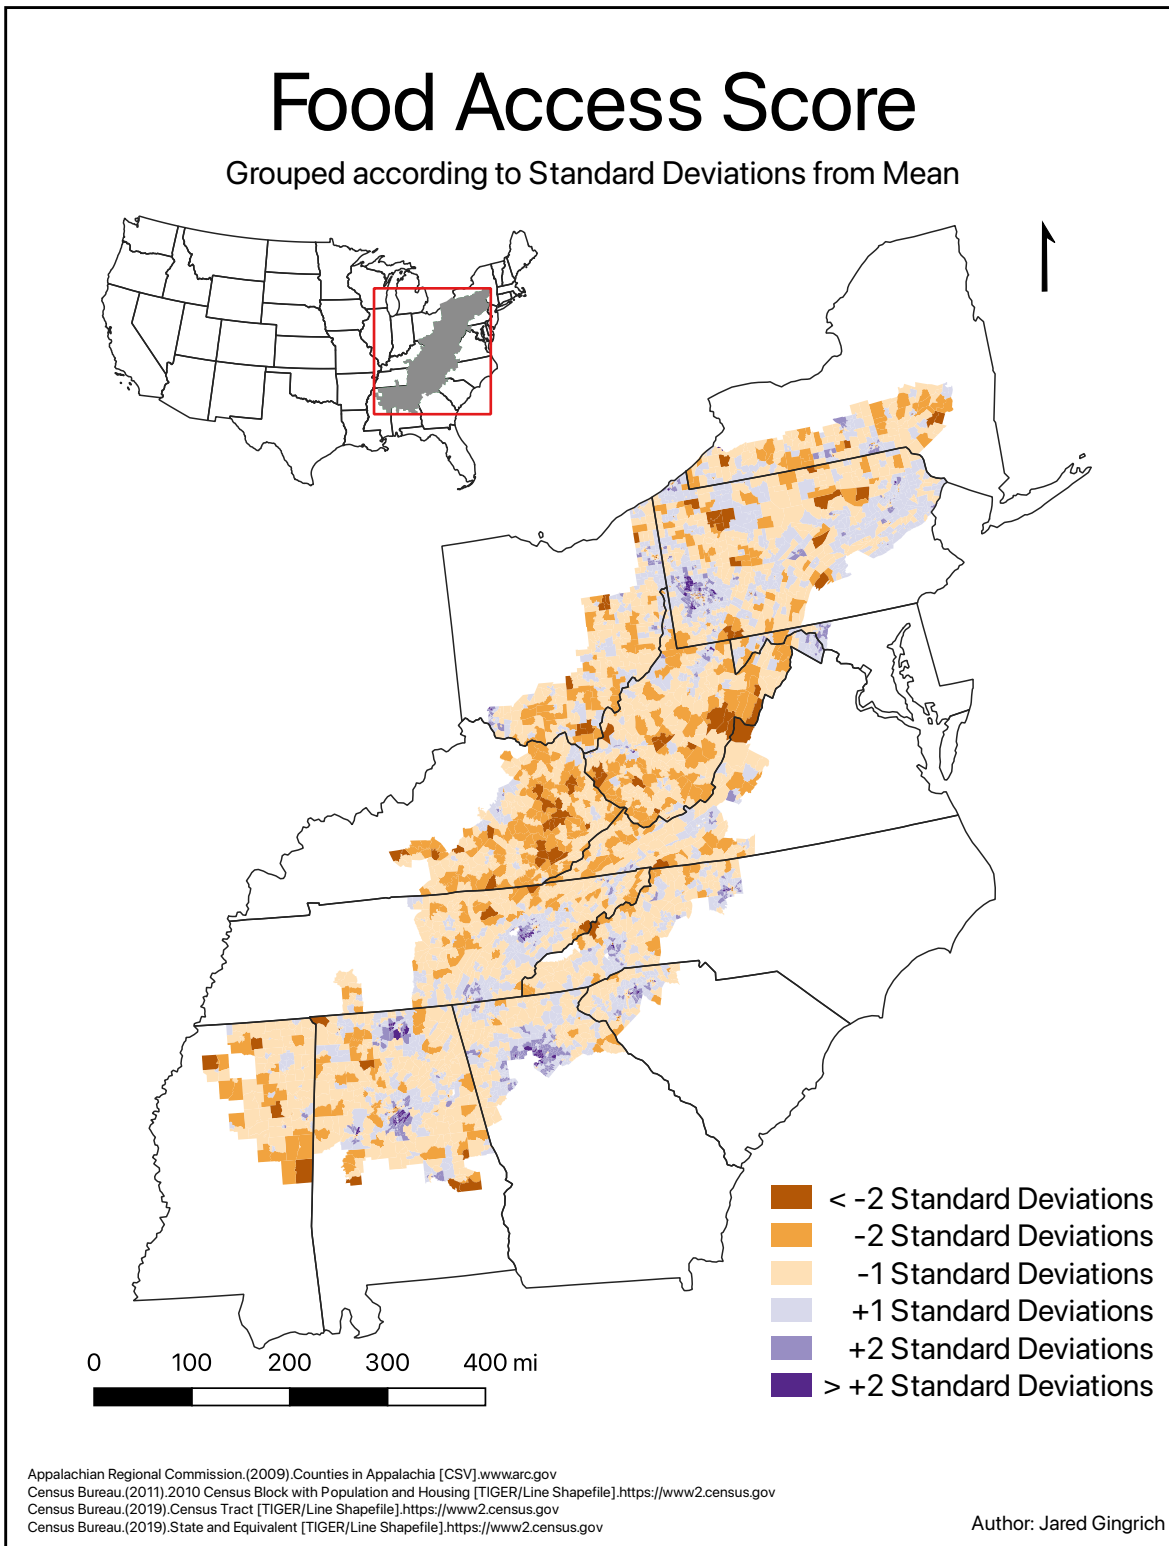 Food Access Score
Grouped according to Standard Deviations from Mean
< -2 Standard Deviations
-2 Standard Deviations
-1 Standard Deviations
+1 Standard Deviations
+2 Standard Deviations
> +2 Standard Deviations
0 100 200 300 400 mi
Appalachian Regional Commission.(2009).Counties in Appalachia [CSV].www.arc.gov
Census Bureau.(2011).2010 Census Block with Population and Housing [TIGER/Line Shapefile].https://www2.census.gov
Census Bureau.(2019).Census Tract [TIGER/Line Shapefile].https://www2.census.gov
Census Bureau.(2019).State and Equivalent [TIGER/Line Shapefile].https://www2.census.gov
Author: Jared Gingrich